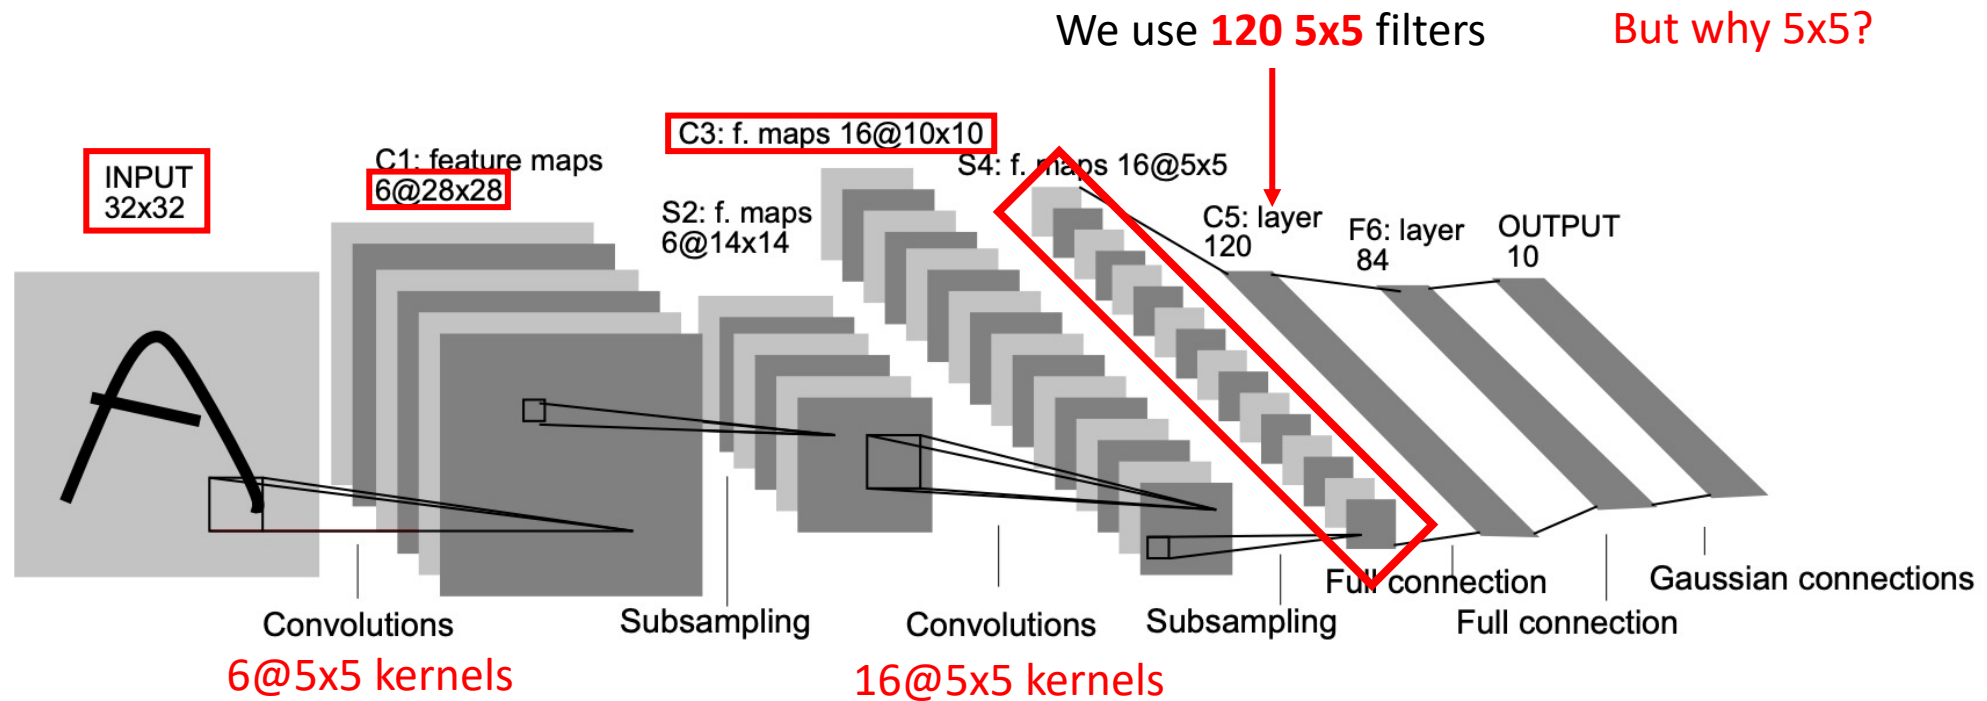 We use 120 5x5 filters
But why 5x5?
INPUT
32x32
C1: feature maps
6@28x28
S2: f. maps
6@14x14
C3: f. maps 16@10x10
S4: f. maps 16@5x5
C5: layer
120
F6: layer
84
OUTPUT
10
Convolutions
Subsampling
Convolutions
Subsampling
Full connection
Full connection
Gaussian connections
6@5x5 kernels
16@5x5 kernels